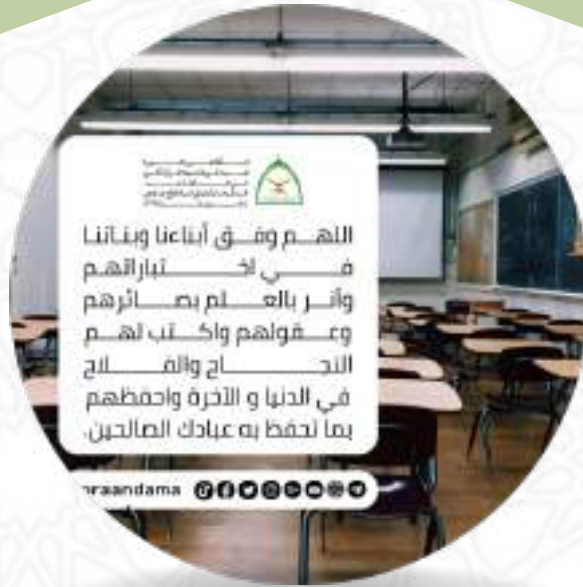 اللهم وفق أبناءنا وبناتنا
في اختباراتهم
وأنر بالعلم بصائرهم
وعقولهم واكتب لهم
النجاح والفلاح
في الدنيا و الآخرة واحفظهم
بما تحفظ به عبادك الصالحين.
oraandama